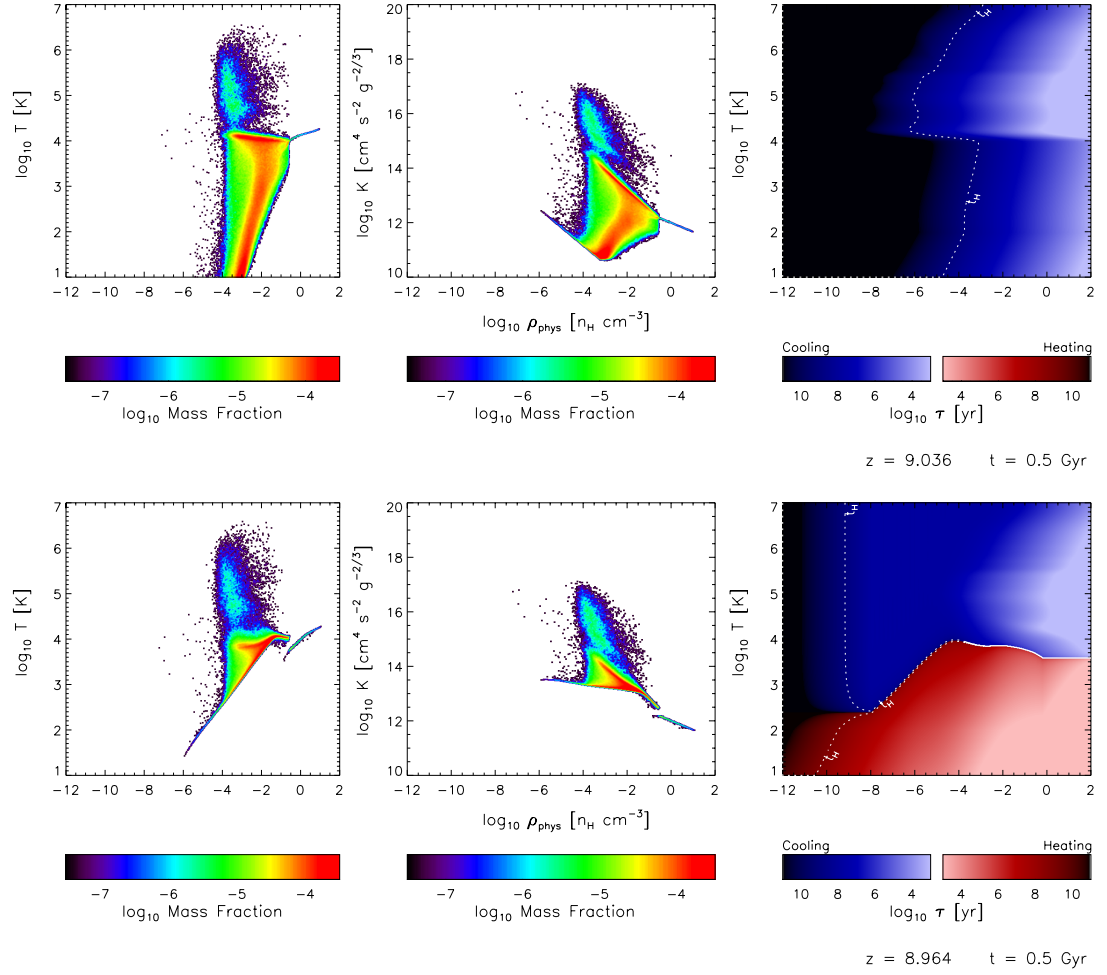 7
6
5
4
3
2
1
log10 T [K]
-12 -10 -8 -6 -4 -2 0 2
20
18
16
14
12
10
log10 K [cm4 s-2 g-2/3]
-12 -10 -8 -6 -4 -2 0 2
log10 ρphys [nH cm-3]
7
6
5
4
3
2
1
log10 T [K]
tH
tH
-12 -10 -8 -6 -4 -2 0 2
-7 -6 -5 -4
log10 Mass Fraction
-7 -6 -5 -4
log10 Mass Fraction
Cooling Heating
10 8 6 4 4 6 8 10
log10 τ [yr]
z = 9.036 t = 0.5 Gyr
7
6
5
4
3
2
1
log10 T [K]
-12 -10 -8 -6 -4 -2 0 2
20
18
16
14
12
10
log10 K [cm4 s-2 g-2/3]
-12 -10 -8 -6 -4 -2 0 2
log10 ρphys [nH cm-3]
7
6
5
4
3
2
1
log10 T [K]
tH
tH
tH
-12 -10 -8 -6 -4 -2 0 2
-7 -6 -5 -4
log10 Mass Fraction
-7 -6 -5 -4
log10 Mass Fraction
Cooling Heating
10 8 6 4 4 6 8 10
log10 τ [yr]
z = 8.964 t = 0.5 Gyr